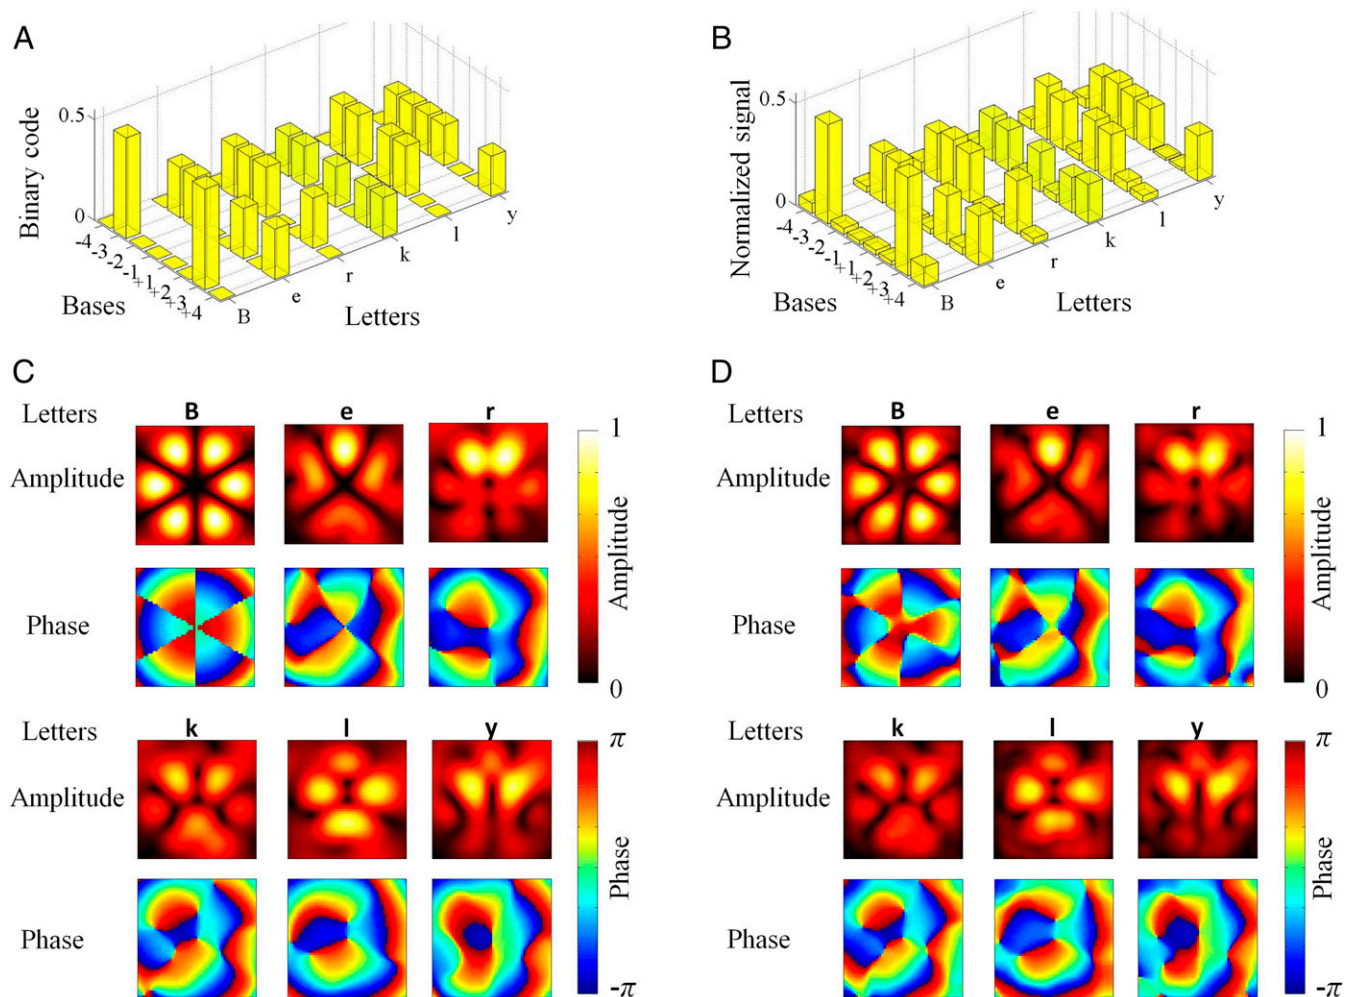 A
0.5
0
Binary code
-4
-3
-2
-1
+1
+2
+3
+4
Bases
B
e
r
k
l
y
Letters
B
0.5
0
Normalized signal
-4
-3
-2
-1
+1
+2
+3
+4
Bases
B
e
r
k
l
y
Letters
C
Letters
B e r
Amplitude
Phase
1
Amplitude
0
Letters
k l y
Amplitude
Phase
π
Phase
-π
D
Letters
B e r
Amplitude
Phase
1
Amplitude
0
Letters
k l y
Amplitude
Phase
π
Phase
-π